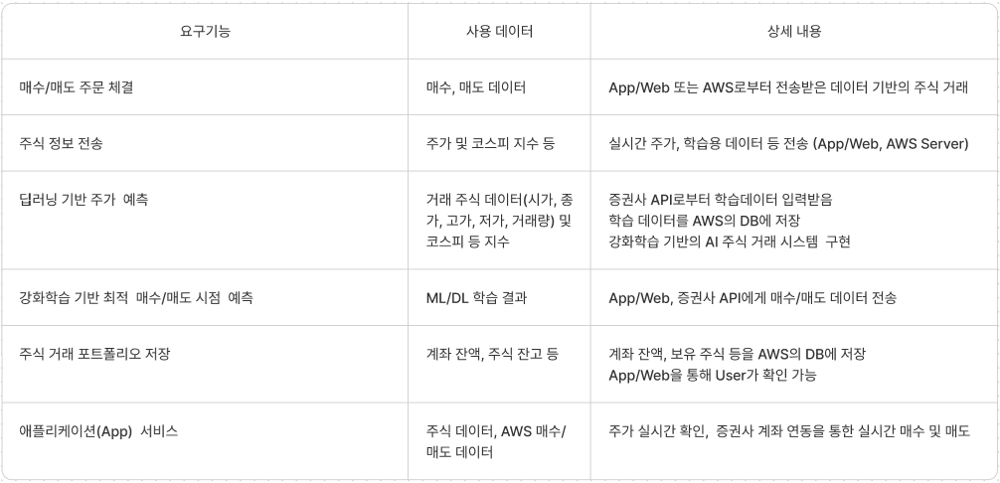 요구기능
사용 데이터
상세 내용
매수/매도 주문 체결
매수, 매도 데이터
App/Web 또는 AWS로부터 전송받은 데이터 기반의 주식 거래
주식 정보 전송
주가 및 코스피 지수 등
실시간 주가, 학습용 데이터 등 전송 (App/Web, AWS Server)
딥러닝 기반 주가 예측
거래 주식 데이터(시가, 종
가, 고가, 저가, 거래량) 및
코스피 등 지수
증권사 API로부터 학습데이터 입력받음
학습 데이터를 AWS의 DB에 저장
강화학습 기반의 AI 주식 거래 시스템 구현
강화학습 기반 최적 매수/매도 시점 예측
ML/DL 학습 결과
App/Web, 증권사 API에게 매수/매도 데이터 전송
주식 거래 포트폴리오 저장
계좌 잔액, 주식 잔고 등
계좌 잔액, 보유 주식 등을 AWS의 DB에 저장
App/Web을 통해 User가 확인 가능
애플리케이션(App) 서비스
주식 데이터, AWS 매수/
매도 데이터
주가 실시간 확인, 증권사 계좌 연동을 통한 실시간 매수 및 매도